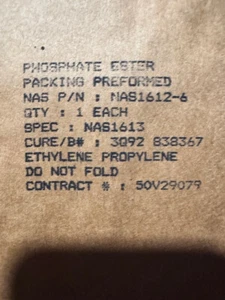 PHOSPHATE ESTER
PACKING PREFORMED
NAS P/N : NAS1612-6
QTY : 1 EACH
SPEC : NAS1613
CURE/B# : 3Q92 838367
ETHYLENE PROPYLENE
DO NOT FOLD
CONTRACT # : 50V29079